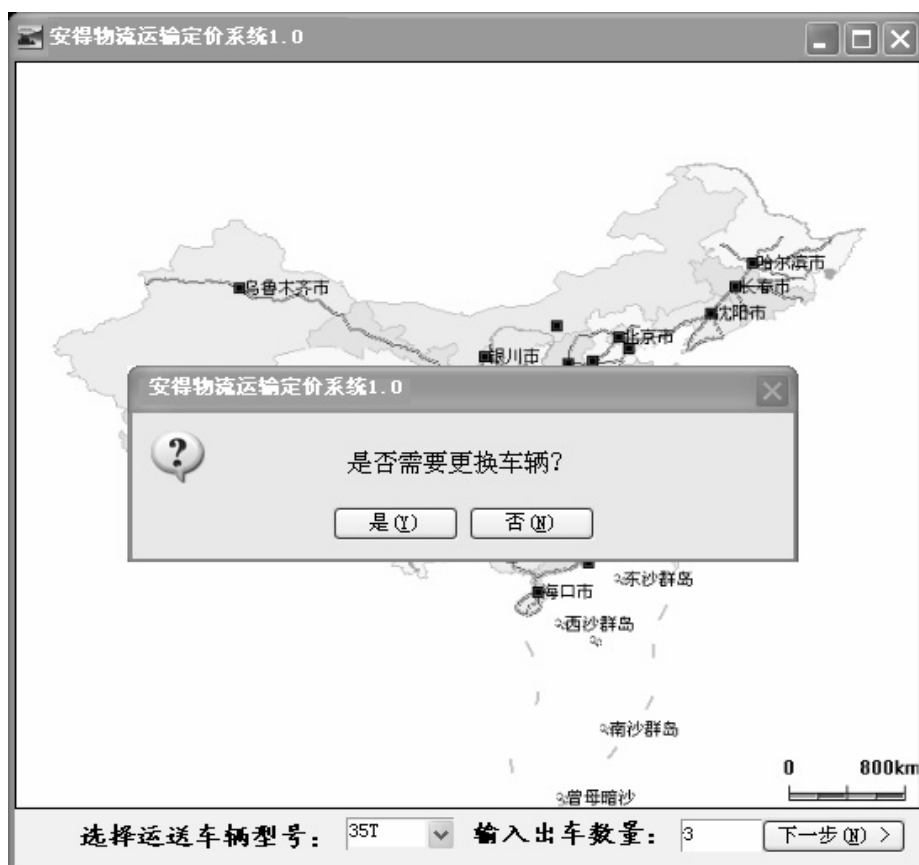 安得物流运输定价系统1.0
哈尔滨市
乌鲁木齐市
长春市
沈阳市
北京市
银川市
安得物流运输定价系统1.0
是否需要更换车辆?
是(Y) 否(N)
东沙群岛
海口市
西沙群岛
南沙群岛
0 800km
曾母暗沙
选择运送车辆型号: 35T 输入出车数量: 3 下一步(N) >